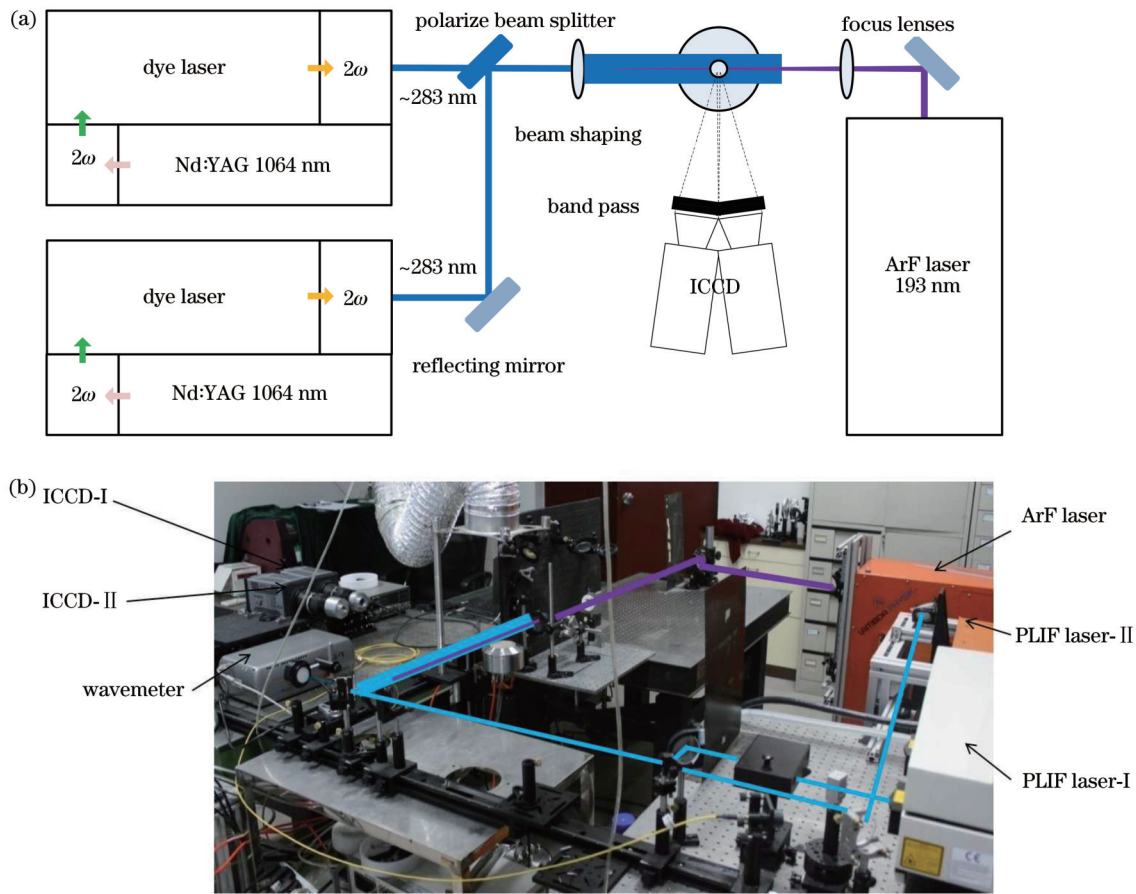 (a)
polarize beam splitter
focus lenses
dye laser
2ω
~283 nm
beam shaping
2ω
Nd:YAG 1064 nm
band pass
dye laser
2ω
~283 nm
ICCD
ArF laser
193 nm
reflecting mirror
2ω
Nd:YAG 1064 nm
(b)
ICCD-I
ArF laser
ICCD-Ⅱ
PLIF laser-Ⅱ
wavemeter
PLIF laser-I